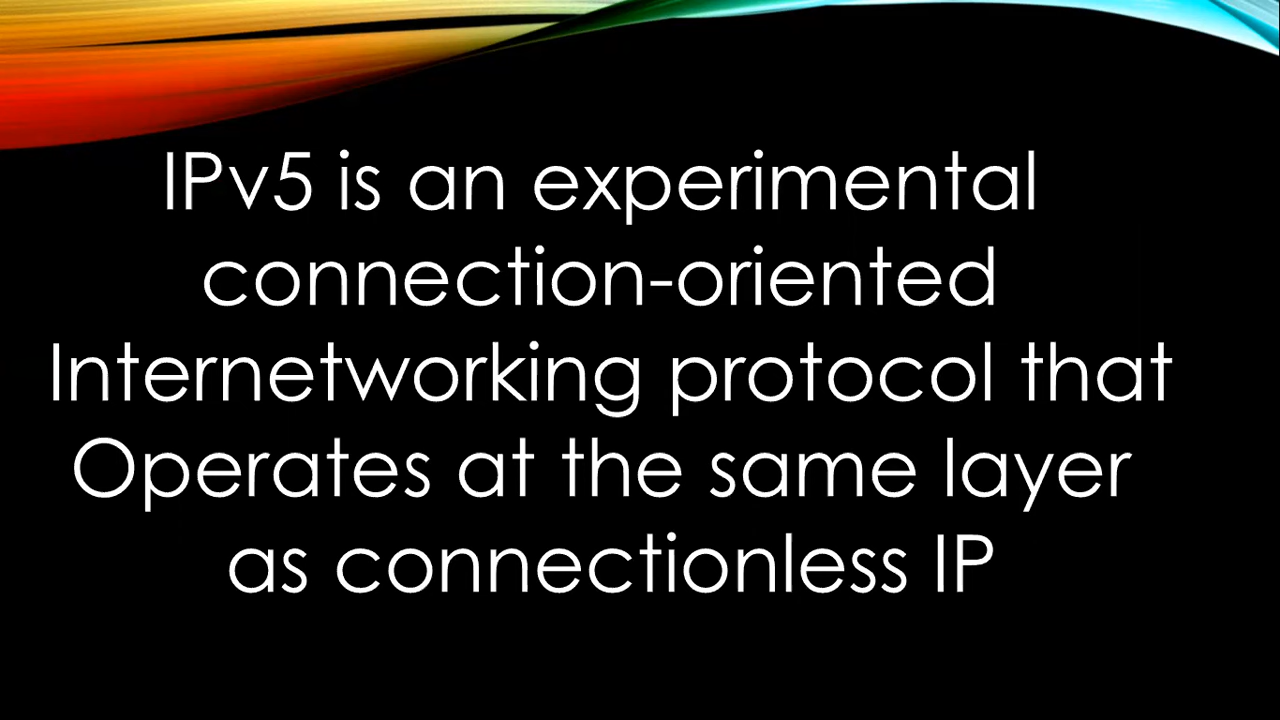 IPv5 is an experimental
connection-oriented
Internetworking protocol that
Operates at the same layer
as connectionless IP